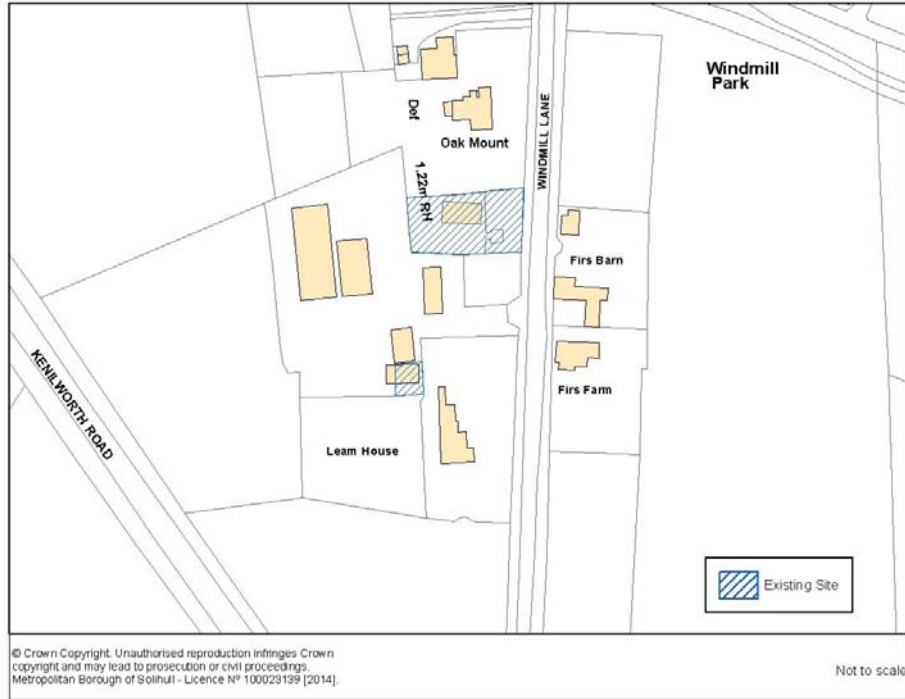 Windmill
Park
Def
Oak Mount
WINDMILL LANE
1.22m RH
Firs Barn
KENILWORTH ROAD
Firs Farm
Leam House
Existing Site
© Crown Copyright. Unauthorised reproduction infringes Crown
copyright and may lead to prosecution or civil proceedings.
Metropolitan Borough of Solihull - Licence Nº 100023139 [2014].
Not to scale